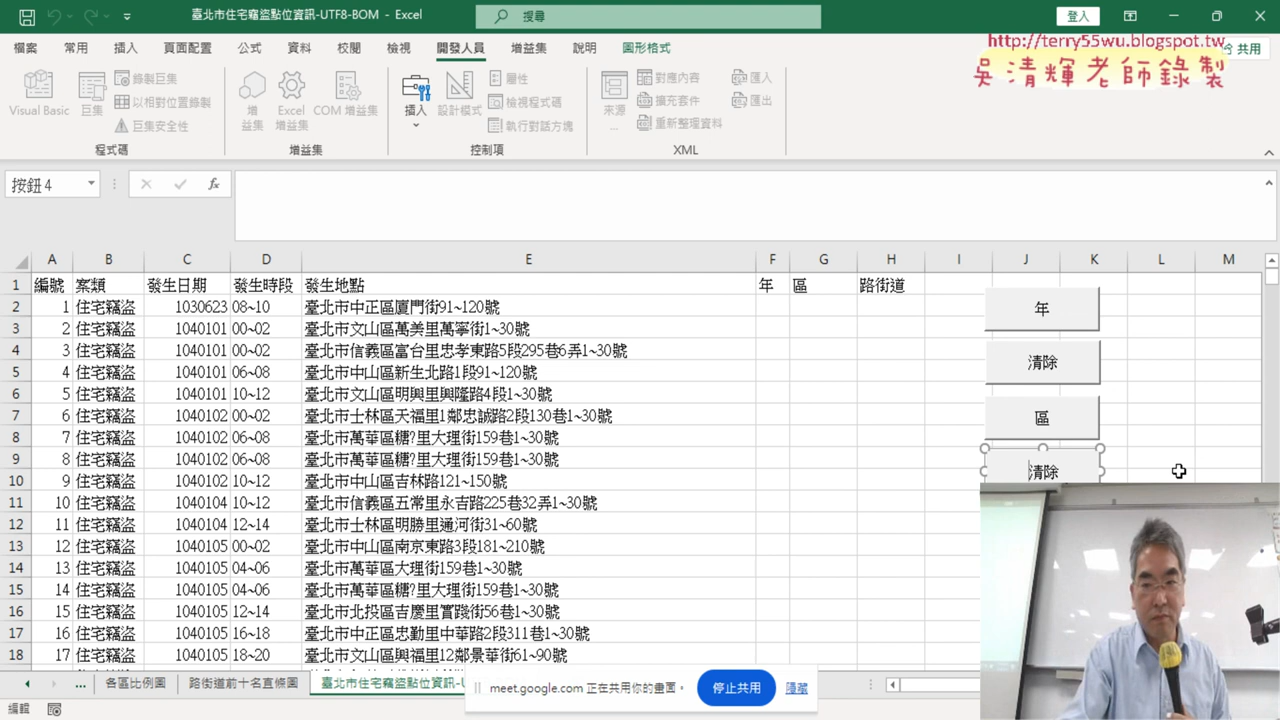 臺北市住宅竊盜點位資訊-UTF8-BOM - Excel
搜尋
登入
檔案 常用 插入 頁面配置 公式 資料 校閱 檢視 開發人員 增益集 說明 圖形格式
共用
http://terry55wu.blogspot.tw
吳清輝老師錄製
Visual Basic
巨集
錄製巨集
以相對位置錄製
巨集安全性
程式碼
增益集
Excel 增益集
COM 增益集
增益集
插入
設計模式
屬性
檢視程式碼
執行對話方塊
控制項
來源
...
對應內容
擴充套件
重新整理資料
匯入
匯出
XML
按鈕 4
fx
A B C D E F G H I J K L M
1 編號 案類 發生日期 發生時段 發生地點 年 區 路街道
2 1 住宅竊盜 1030623 08~10 臺北市中正區廈門街91~120號
3 2 住宅竊盜 1040101 00~02 臺北市文山區萬美里萬寧街1~30號
4 3 住宅竊盜 1040101 00~02 臺北市信義區富台里忠孝東路5段295巷6弄1~30號
5 4 住宅竊盜 1040101 06~08 臺北市中山區新生北路1段91~120號
6 5 住宅竊盜 1040101 10~12 臺北市文山區明興里興隆路4段1~30號
7 6 住宅竊盜 1040102 00~02 臺北市士林區天福里1鄰忠誠路2段130巷1~30號
8 7 住宅竊盜 1040102 06~08 臺北市萬華區糖?里大理街159巷1~30號
9 8 住宅竊盜 1040102 06~08 臺北市萬華區糖?里大理街159巷1~30號
10 9 住宅竊盜 1040102 10~12 臺北市中山區吉林路121~150號
11 10 住宅竊盜 1040104 10~12 臺北市信義區五常里永吉路225巷32弄1~30號
12 11 住宅竊盜 1040104 12~14 臺北市士林區明勝里通河街31~60號
13 12 住宅竊盜 1040105 00~02 臺北市中山區南京東路3段181~210號
14 13 住宅竊盜 1040105 04~06 臺北市萬華區大理街159巷1~30號
15 14 住宅竊盜 1040105 04~06 臺北市萬華區糖?里大理街159巷1~30號
16 15 住宅竊盜 1040105 12~14 臺北市北投區吉慶里實踐街56巷1~30號
17 16 住宅竊盜 1040105 16~18 臺北市中正區忠勤里中華路2段311巷1~30號
18 17 住宅竊盜 1040105 18~20 臺北市文山區興福里12鄰景華街61~90號
年
清除
區
清除
... 各區比例圖 路街道前十名直條圖 臺北市住宅竊盜點位資訊-U
meet.google.com 正在共用你的畫面。 停止共用 隱藏
編輯